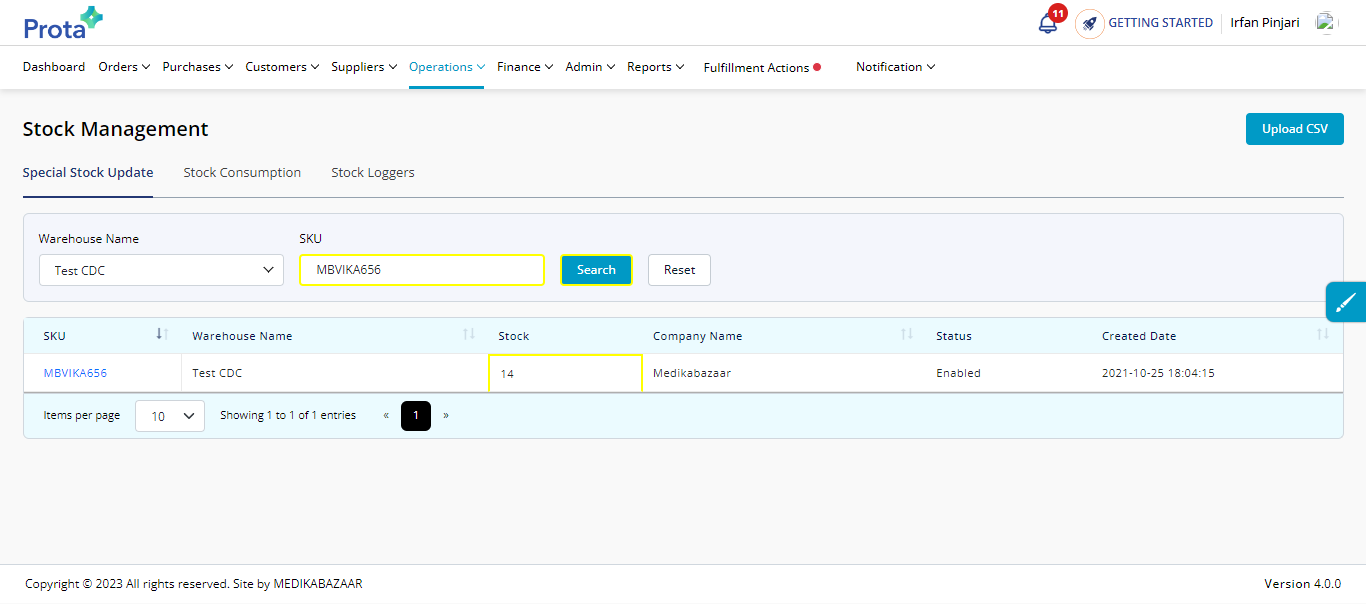 Prota 11 GETTING STARTED Irfan Pinjari
Dashboard Orders Purchases Customers Suppliers Operations Finance Admin Reports Fulfillment Actions Notification
Stock Management Upload CSV
Special Stock Update Stock Consumption Stock Loggers
Warehouse Name SKU
Test CDC MBVIKA656 Search Reset
SKU Warehouse Name Stock Company Name Status Created Date
MBVIKA656 Test CDC 14 Medikabazaar Enabled 2021-10-25 18:04:15
Items per page 10 Showing 1 to 1 of 1 entries « 1 »
Copyright © 2023 All rights reserved. Site by MEDIKABAZAAR Version 4.0.0